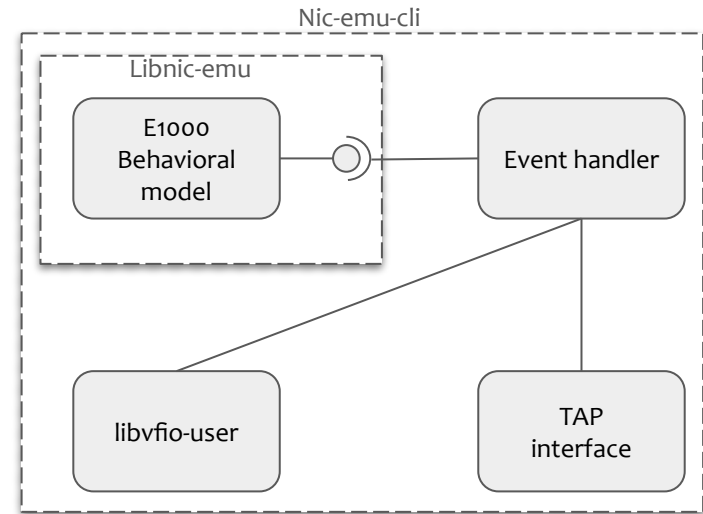 Nic-emu-cli
Libnic-emu
E1000
Behavioral
model
Event handler
libvfio-user
TAP
interface